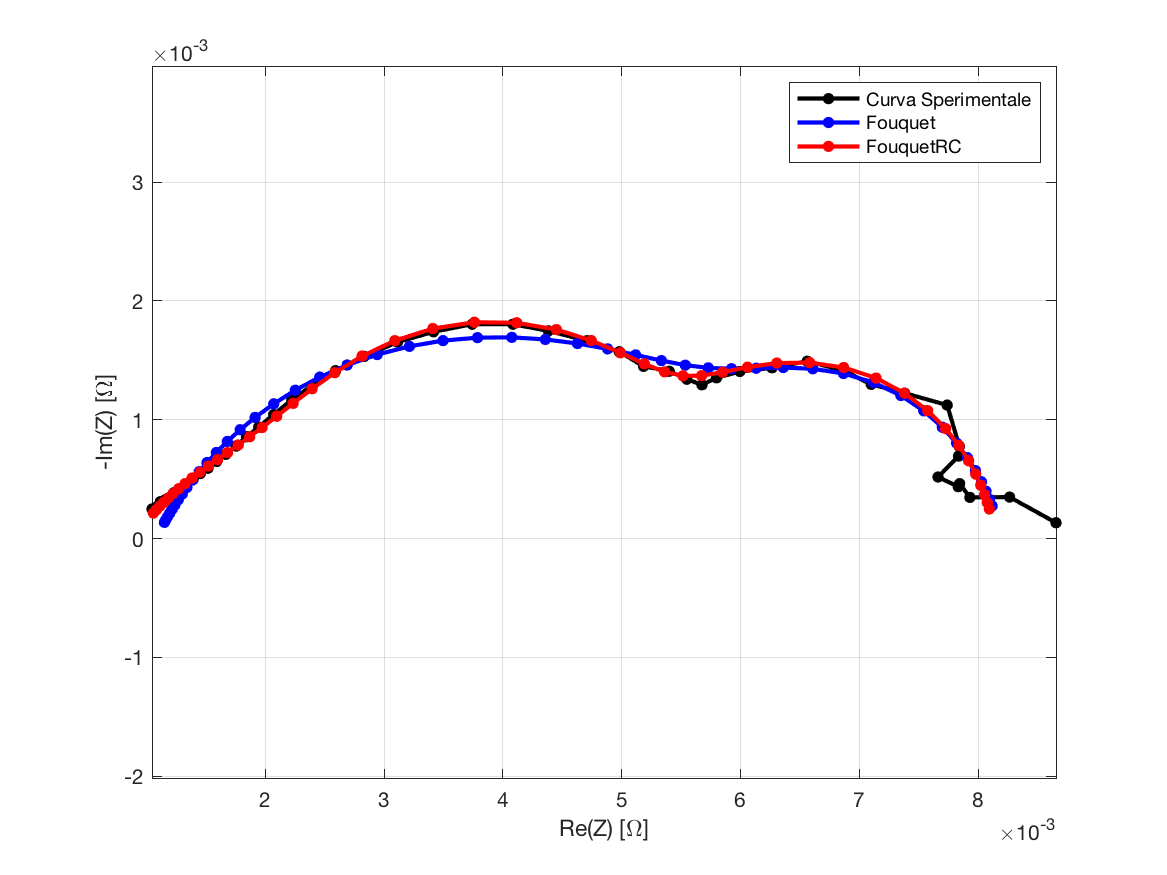 ×10-3
Curva Sperimentale
Fouquet
FouquetRC
3
2
1
0
-1
-2
-Im(Z) [Ω]
2 3 4 5 6 7 8
Re(Z) [Ω]
×10-3